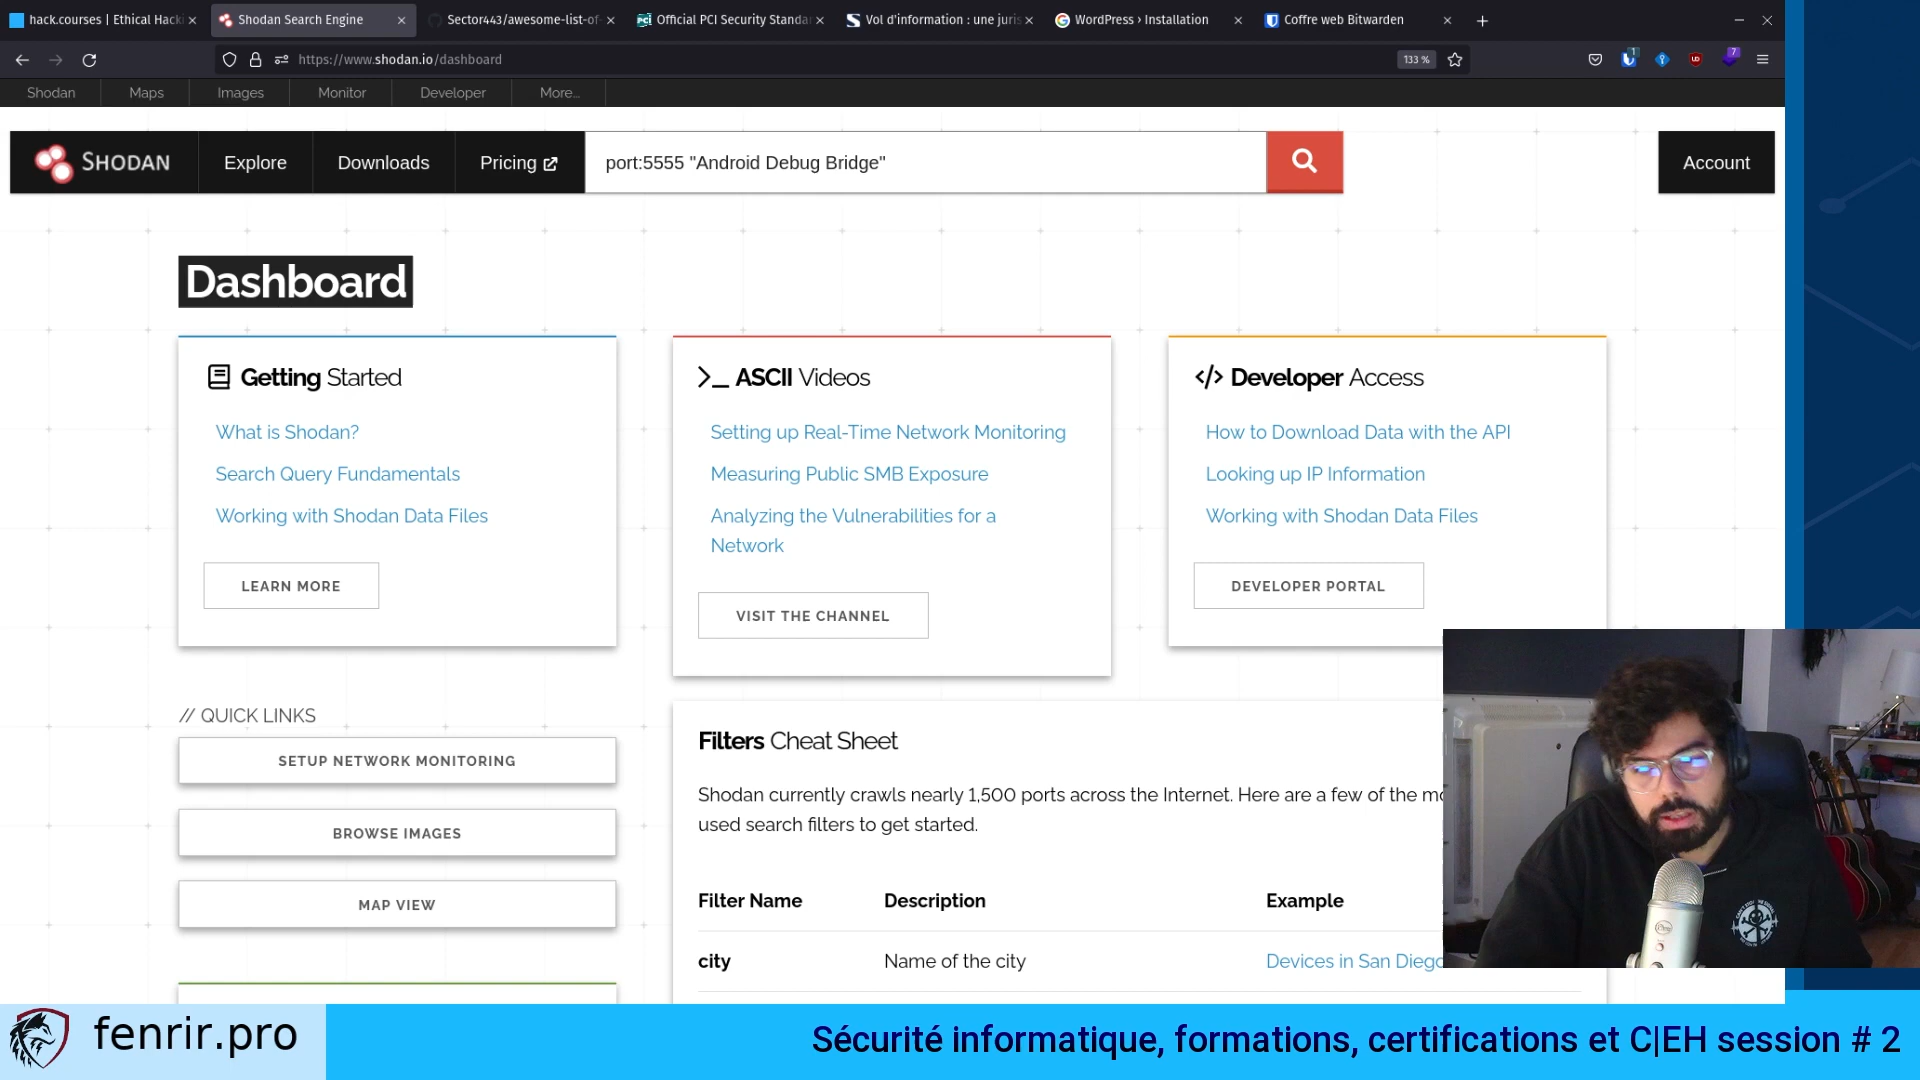 hack.courses | Ethical Hacki
Shodan Search Engine
Sector443/awesome-list-of-
Official PCI Security Standar
Vol d'information : une juris
WordPress › Installation
Coffre web Bitwarden
https://www.shodan.io/dashboard
133 %
1
7
Shodan
Maps
Images
Monitor
Developer
More...
SHODAN
Explore
Downloads
Pricing
port:5555 "Android Debug Bridge"
Account
Dashboard
Getting Started
What is Shodan?
Search Query Fundamentals
Working with Shodan Data Files
LEARN MORE
ASCII Videos
Setting up Real-Time Network Monitoring
Measuring Public SMB Exposure
Analyzing the Vulnerabilities for a
Network
VISIT THE CHANNEL
Developer Access
How to Download Data with the API
Looking up IP Information
Working with Shodan Data Files
DEVELOPER PORTAL
// QUICK LINKS
SETUP NETWORK MONITORING
BROWSE IMAGES
MAP VIEW
Filters Cheat Sheet
Shodan currently crawls nearly 1,500 ports across the Internet. Here are a few of the mo
used search filters to get started.
Filter Name
Description
Example
city
Name of the city
Devices in San Diego
fenrir.pro
Sécurité informatique, formations, certifications et C|EH session # 2